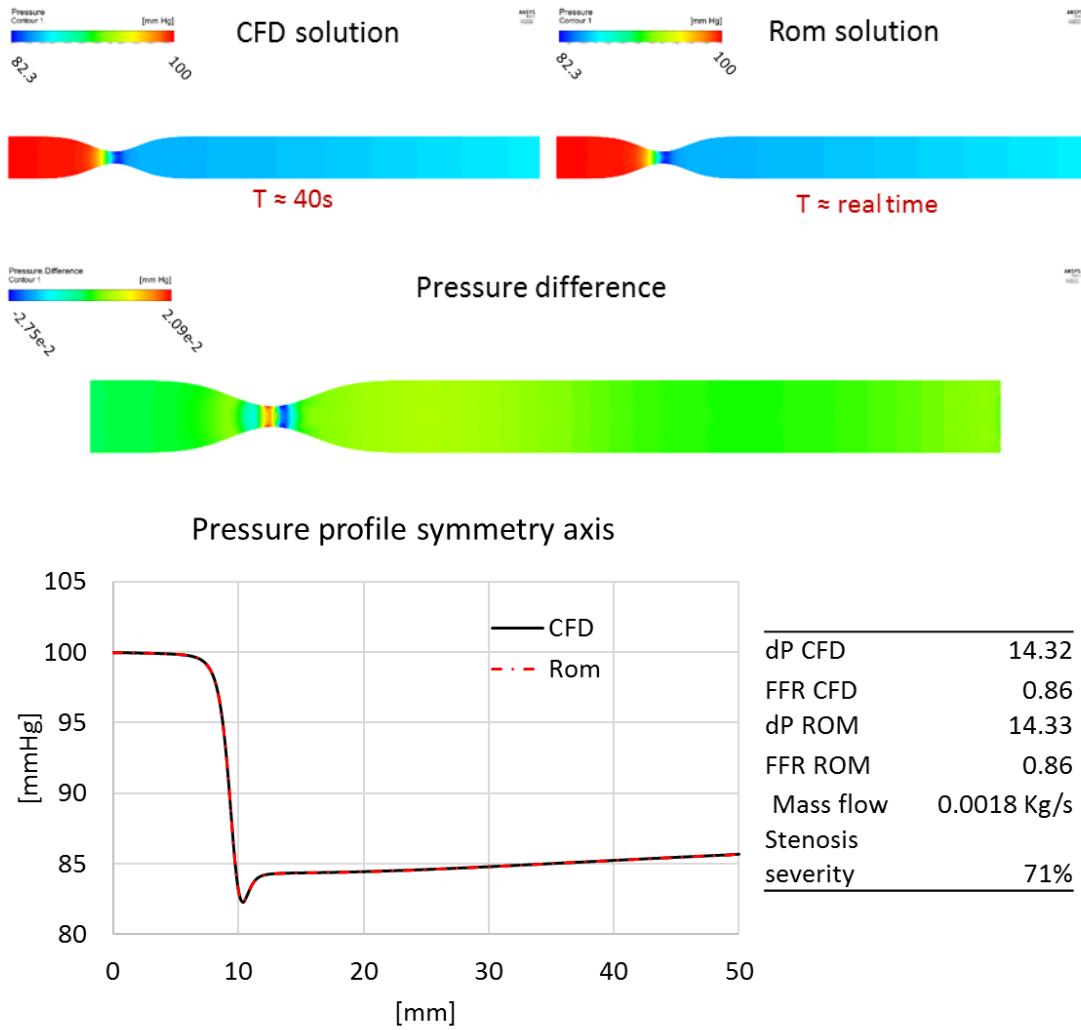 Pressure
Contour 1
[mm Hg]
82.3
100
CFD solution
ANSYS
Pressure
Contour 1
[mm Hg]
82.3
100
Rom solution
ANSYS
T ≈ 40s
T ≈ real time
Pressure.Difference
Contour 1
[mm Hg]
-2.75e-2
2.09e-2
Pressure difference
ANSYS
Pressure profile symmetry axis
105
100
95
90
85
80
[mmHg]
0 10 20 30 40 50
[mm]
CFD
Rom
dP CFD 14.32
FFR CFD 0.86
dP ROM 14.33
FFR ROM 0.86
Mass flow 0.0018 Kg/s
Stenosis
severity 71%